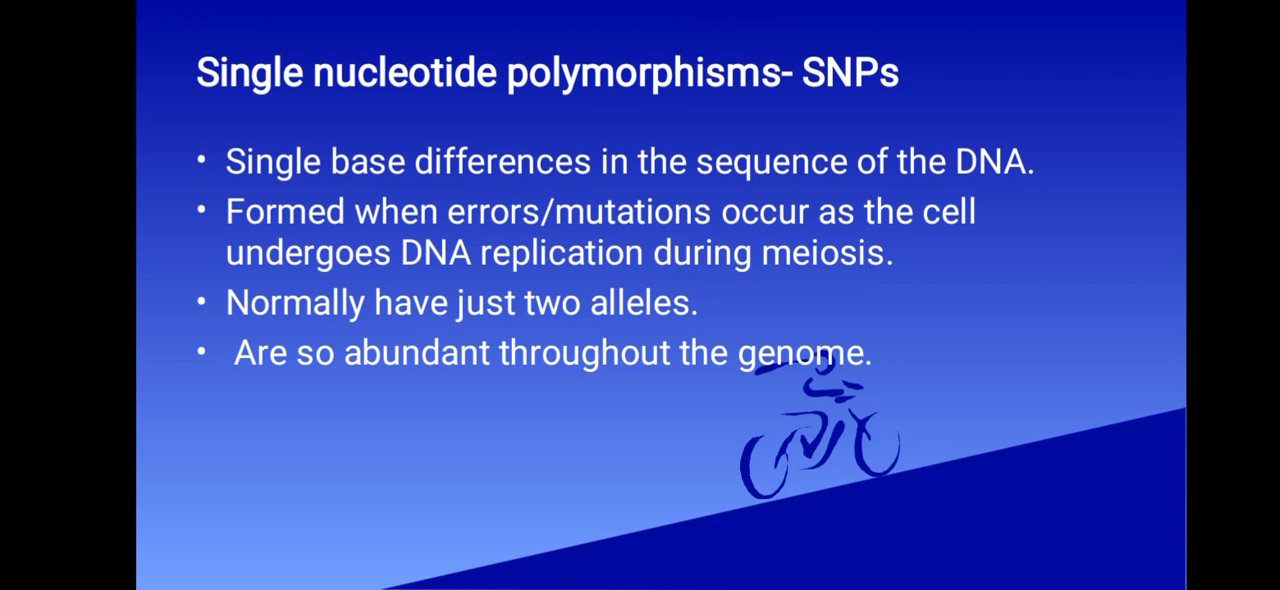 Single nucleotide polymorphisms- SNPs
• Single base differences in the sequence of the DNA.
• Formed when errors/mutations occur as the cell
undergoes DNA replication during meiosis.
• Normally have just two alleles.
• Are so abundant throughout the genome.